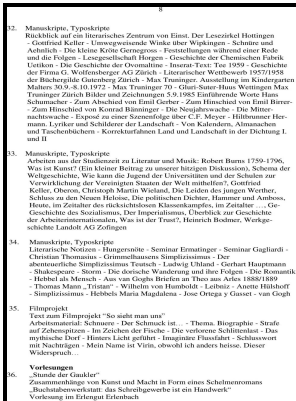 8
32. Manuskripte, Typoskripte
Rückblick auf ein literarisches Zentrum von Einst. Der Lesezirkel Hottingen
- Gottfried Keller - Umwegweisende Winke über Wipkingen - Schnüre und
Aehnlich - Die kleine Kröte Gernegross - Feststellungen während einer Rede
und die Folgen - Lesegesellschaft Horgen - Geschichte der Chemischen Fabrik
Uetikon - Die Geschichte der Ovomaltine - Inserat-Text: Tee 1959 - Geschichte
der Firma G. Wolfensberger AG Zürich - Literarischer Wettbewerb 1957/1958
der Büchergilde Gutenberg Zürich - Max Truninger. Ausstellung im Kindergarten
Malters 30.9.-8.10.1972 - Max Truninger 70 - Gluri-Suter-Huus Wettingen Max
Truninger Zürich Bilder und Zeichnungen 5.9.1985 Einführende Worte Hans
Schumacher - Zum Abschied von Emil Gerber - Zum Hinschied von Emil Birrer-
- Zum Hinschied von Konrad Bänninger - Die Neujahrswache - Die Mitter-
nachtswache - Exposé zu einer Szenenfolge über C.F. Meyer - Hiltbrunner Her-
mann. Lyriker und Schilderer der Landschaft - Von Kalendern, Almanachen
und Taschenbüchern - Korrekturfahnen Land und Landschaft in der Dichtung I.
und II
33. Manuskripte, Typoskripte
Arbeiten aus der Studienzeit zu Literatur und Musik: Robert Burns 1759-1796,
Was ist Kunst? (Ein kleiner Beitrag zu unserer hitzigen Diskussion), Schema der
Weltgeschichte, Wie kann die Jugend der Universitäten und der Schulen zur
Verwirklichung der Vereinigten Staaten der Welt mithelfen?, Gottfried
Keller, Oberon, Christoph Martin Wieland, Die Leiden des jungen Werther,
Schluss zu den Neuen Heloise, Die politischen Dichter, Hammer und Amboss,
Heute, im Zeitalter des rücksichtslosen Klassenkampfes, im Zeitalter …, Ge-
Geschichte des Sozialismus, Der Imperialismus, Überblick zur Geschichte
der Arbeiterinternationalen, Was ist der Trust?, Heinrich Bodmer, Werkge-
schichte Landolt AG Zofingen
34. Manuskripte, Typoskripte
Literarische Notizen - Hungersnöte - Seminar Ermatinger - Seminar Gagliardi -
Christian Thomasius - Grimmelhausens Simplizissimus - Der
abenteuerliche Simplizissimus Teutsch - Ludwig Uhland - Gerhart Hauptmann
- Shakespeare - Storm - Die dorische Wanderung und ihre Folgen - Die Romantik
- Hebbel als Mensch - Aus van Goghs Briefen an Theo aus Arles 1888/1889
- Thomas Mann „Tristan“ - Wilhelm von Humboldt - Leibniz - Anette Hülshoff
- Simplizissimus - Hebbels Maria Magdalena - Jose Ortega y Gasset - van Gogh
35. Filmprojekt
Text zum Filmprojekt “So sieht man uns”
Arbeitsmaterial: Schnurre - Der Schmuck ist… - Thema. Biographie - Strafe
auf Zehenspitzen - Im Zeichen der Fische - Die verlorene Schlittenlast - Das
mythische Dorf - Hinters Licht geführt - Imaginäre Flussfahrt - Schlusswort
mit Nachträgen - Mein Name ist Virin, obwohl ich anders heisse. Dieser
Widerspruch…
Vorlesungen
36. „Stunde der Gaukler“
Zusammenhänge von Kunst und Macht in Form eines Schelmenromans
„Buchstabenwerkstatt: das Schreibgewerbe ist ein Handwerk“
Vorlesung im Erlengut Erlenbach